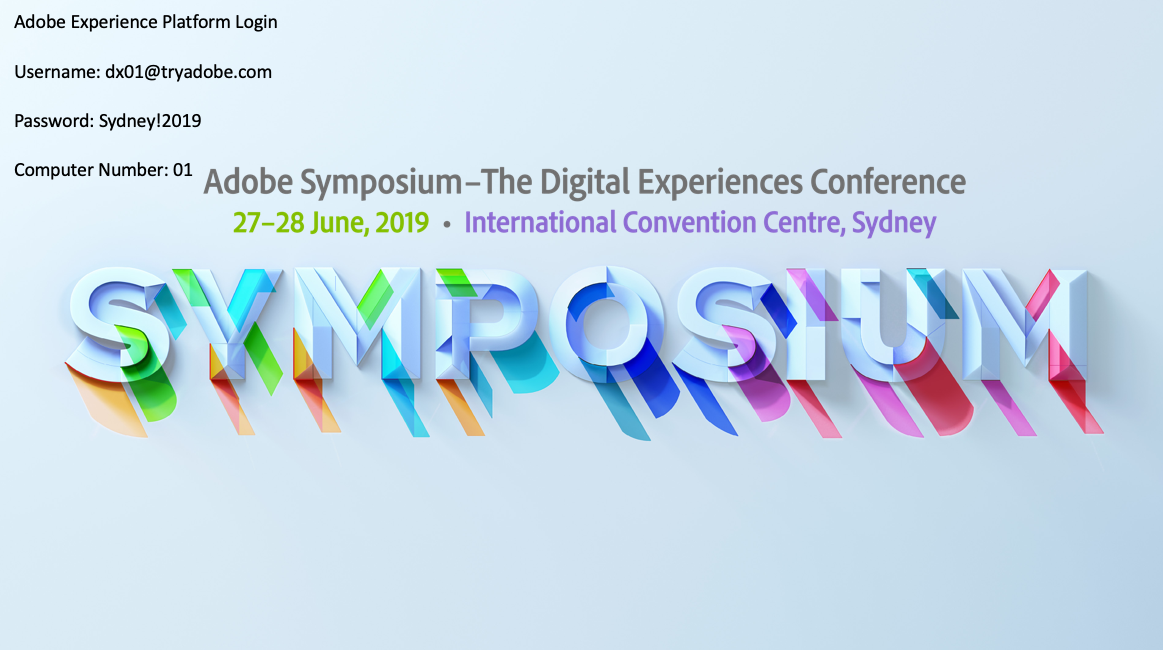 Adobe Experience Platform Login
Username: dx01@tryadobe.com
Password: Sydney!2019
Computer Number: 01
Adobe Symposium–The Digital Experiences Conference
27–28 June, 2019 • International Convention Centre, Sydney
SYMPOSIUM